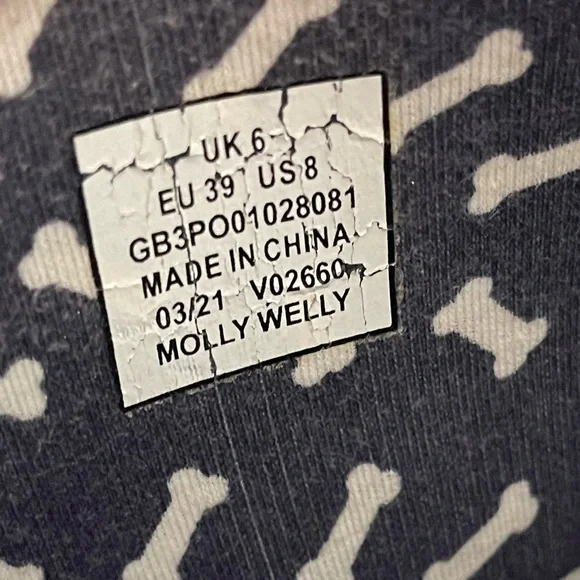 UK 6
EU 39 US 8
GB3PO01028081
MADE IN CHINA
03/21 V02660
MOLLY WELLY